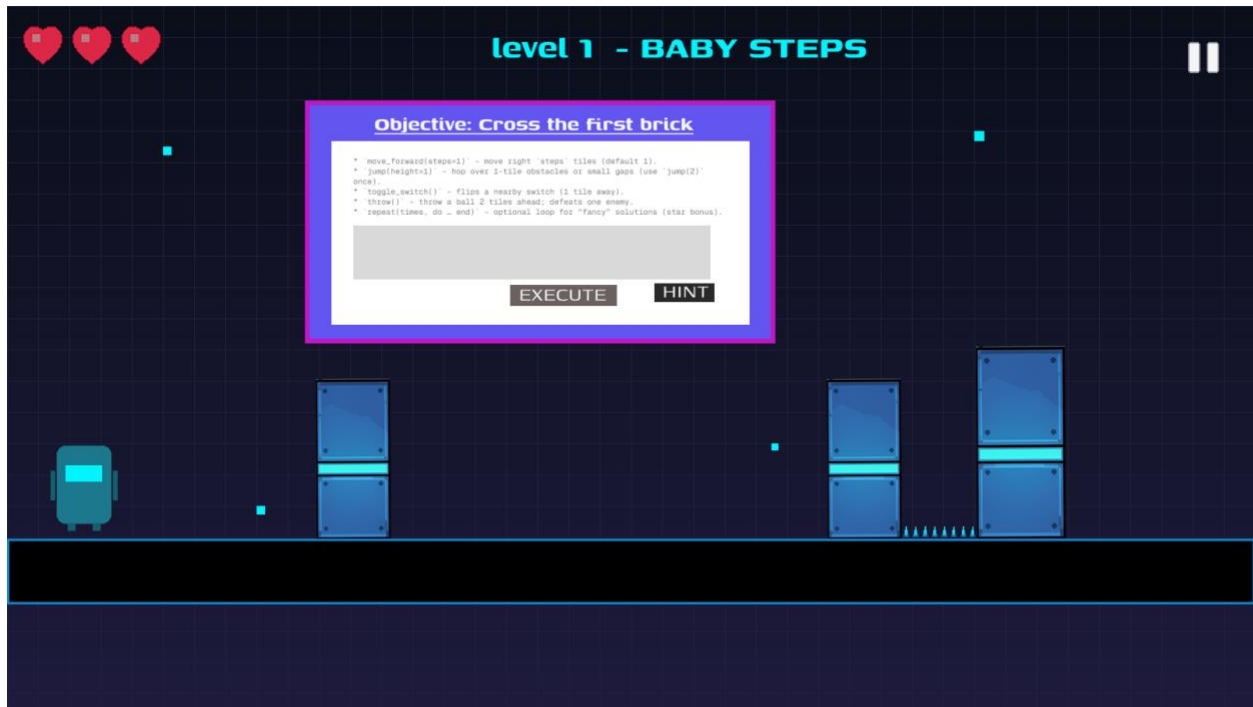 level 1 - BABY STEPS
Objective: Cross the first brick
* `move_forward(steps=1)` - move right `steps` tiles (default 1).
* `jump(height=1)` - hop over 1-tile obstacles or small gaps (use `jump(2)`
once).
* `toggle_switch()` - flips a nearby switch (1 tile away).
* `throw()` - throw a ball 2 tiles ahead; defeats one enemy.
* `repeat(times, do … end)` - optional loop for "fancy" solutions (star bonus).
EXECUTE
HINT